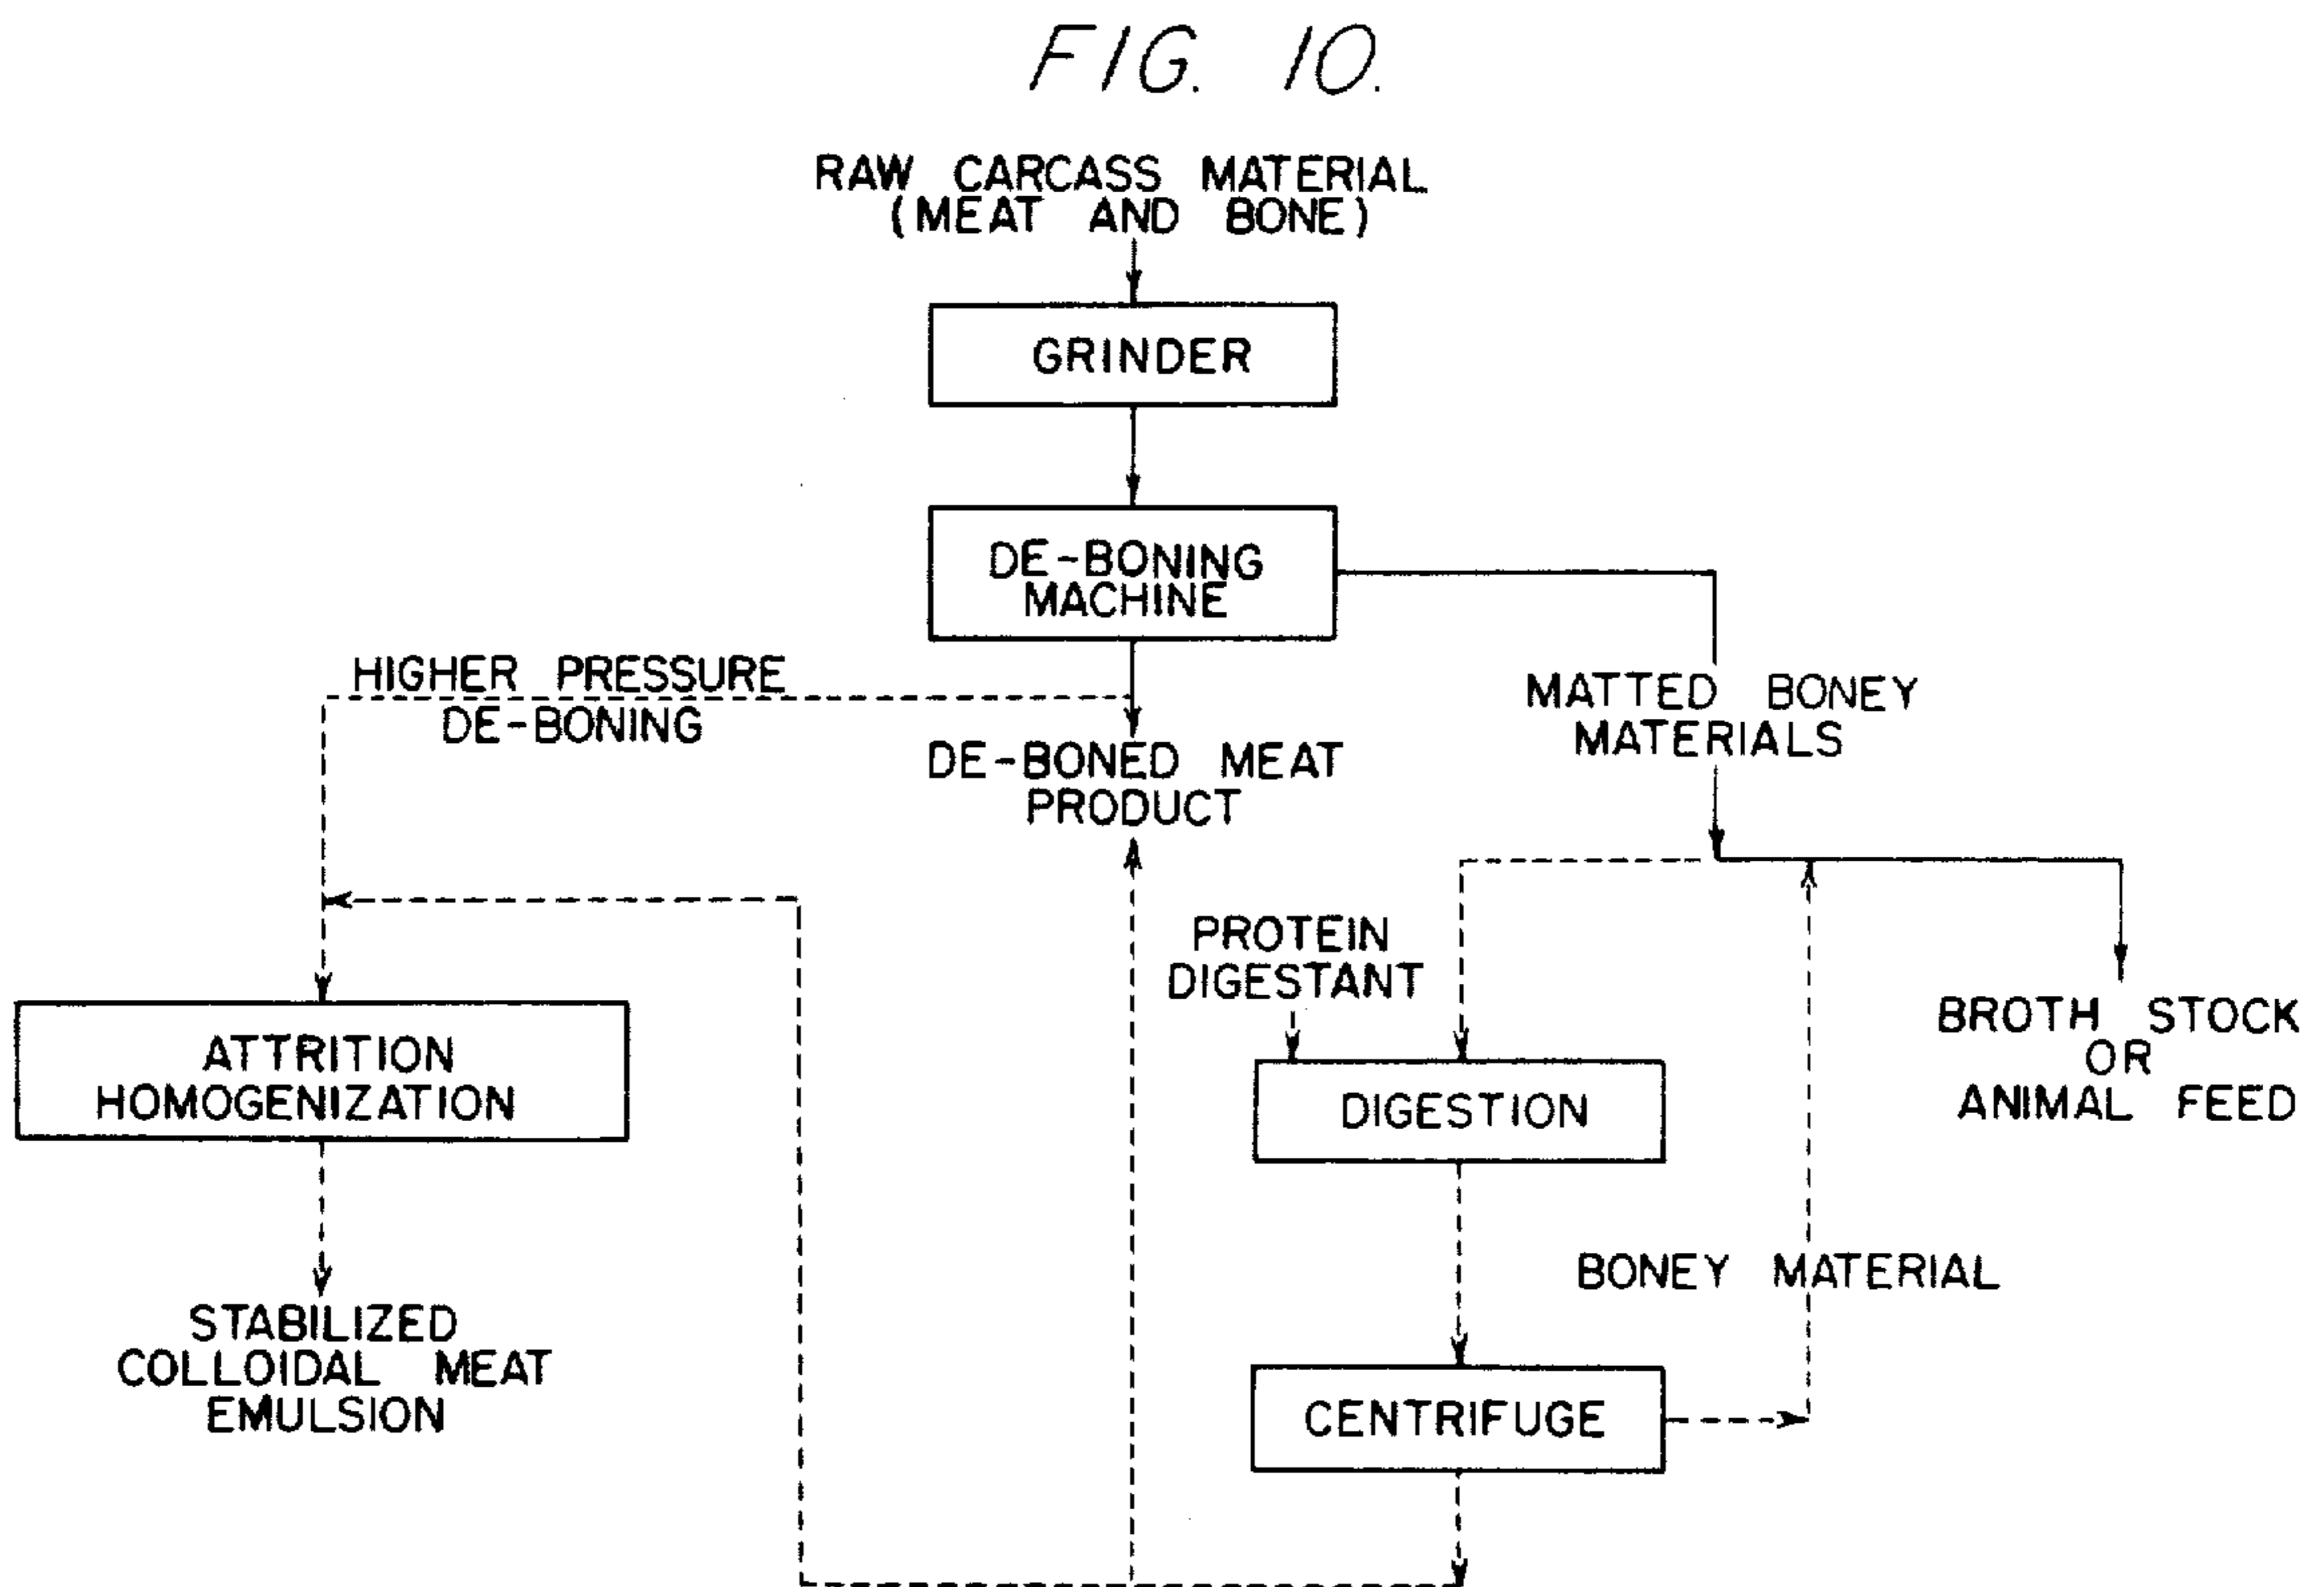 FIG. 10.
RAW CARCASS MATERIAL
(MEAT AND BONE)
GRINDER
DE-BONING
MACHINE
HIGHER PRESSURE
DE-BONING
DE-BONED MEAT
PRODUCT
MATTED BONEY
MATERIALS
PROTEIN
DIGESTANT
ATTRITION
HOMOGENIZATION
DIGESTION
BROTH STOCK
OR
ANIMAL FEED
BONEY MATERIAL
STABILIZED
COLLOIDAL MEAT
EMULSION
CENTRIFUGE